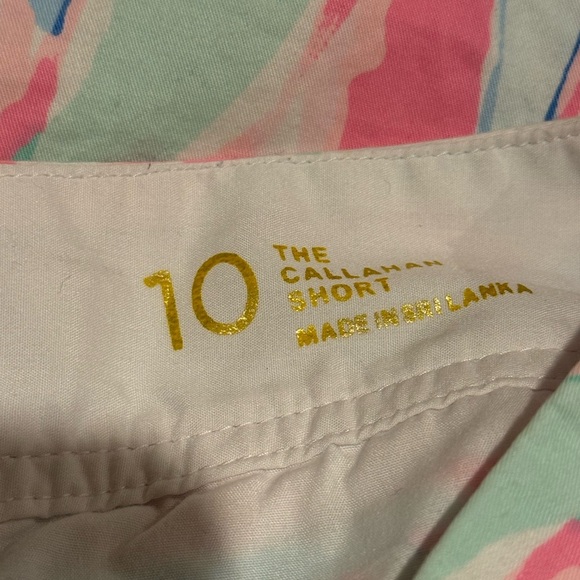 10
THE
CALLAHAN
SHORT
MADE IN SRI LANKA